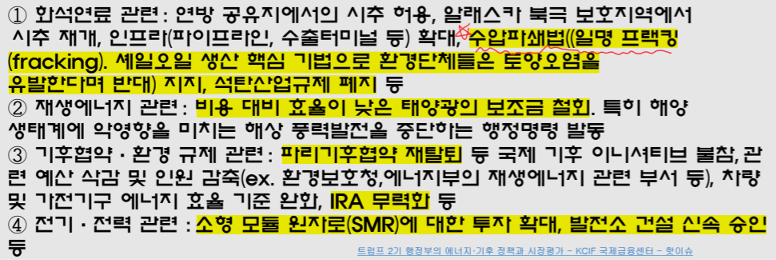 ① 화석연료 관련 : 연방 공유지에서의 시추 허용, 알래스카 북극 보호지역에서
시추 재개, 인프라(파이프라인, 수출터미널 등) 확대, 수압파쇄법((일명 프랙킹
(fracking). 셰일오일 생산 핵심 기법으로 환경단체들은 토양오염을
유발한다며 반대) 지지, 석탄산업규제 폐지 등
② 재생에너지 관련 : 비용 대비 효율이 낮은 태양광의 보조금 철회. 특히 해양
생태계에 악영향을 미치는 해상 풍력발전을 중단하는 행정명령 발동
③ 기후협약 · 환경 규제 관련 : 파리기후협약 재탈퇴 등 국제 기후 이니셔티브 불참, 관
련 예산 삭감 및 인원 감축(ex. 환경보호청,에너지부의 재생에너지 관련 부서 등), 차량
및 가전기구 에너지 효율 기준 완화, IRA 무력화 등
④ 전기 · 전력 관련 : 소형 모듈 원자로(SMR)에 대한 투자 확대, 발전소 건설 신속 승인
등
트럼프 2기 행정부의 에너지·기후 정책과 시장평가 - KCIF 국제금융센터 - 핫이슈